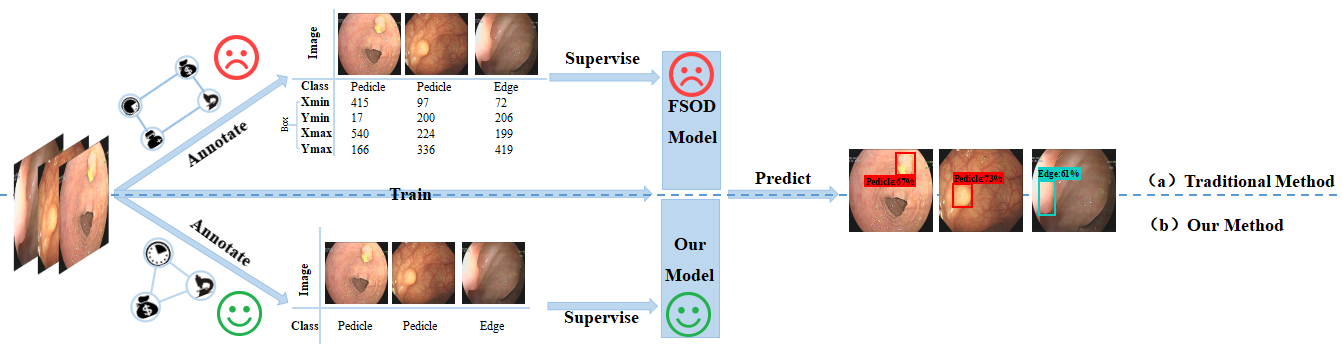 Annotate
Image
Class Pedicle Pedicle Edge
Box
Xmin 415 97 72
Ymin 17 200 206
Xmax 540 224 199
Ymax 166 336 419
Supervise
FSOD
Model
Train
Predict
Pedicle:67%
Pedicle:73%
Edge:61%
（a）Traditional Method
（b）Our Method
Annotate
Image
Class Pedicle Pedicle Edge
Supervise
Our
Model